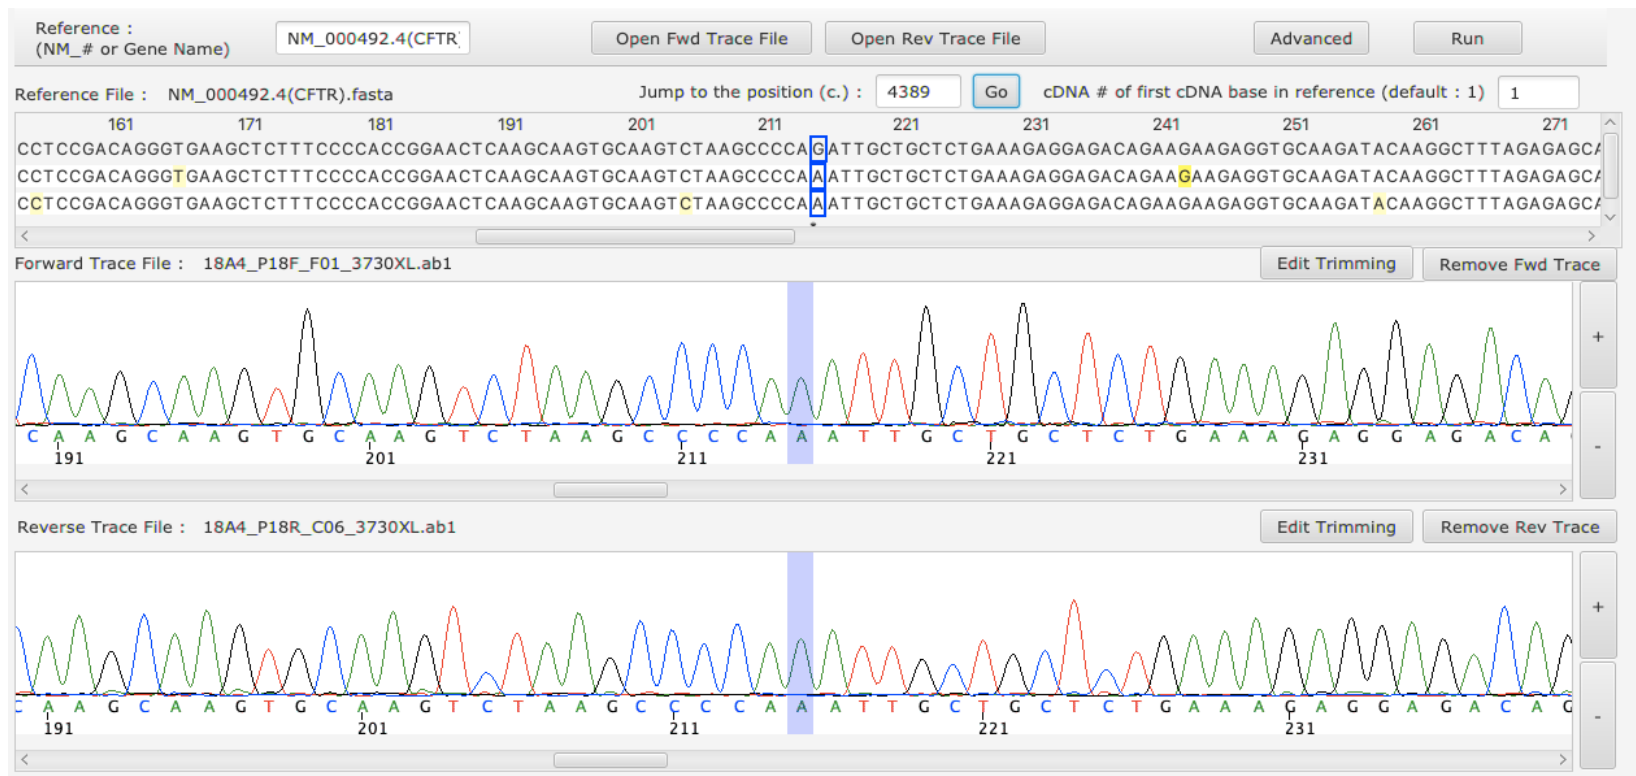 Reference :
(NM_# or Gene Name)
NM_000492.4(CFTR)
Open Fwd Trace File
Open Rev Trace File
Advanced
Run
Reference File : NM_000492.4(CFTR).fasta
Jump to the position (c.) : 4389 Go cDNA # of first cDNA base in reference (default : 1) 1
161 171 181 191 201 211 221 231 241 251 261 271
CCTCCGACAGGGTGAAGCTCTTTCCCCACCGGAACTCAAGCAAGTGCAAGTCTAAGCCCCAGATTGCTGCTCTGAAAGAGGAGACAGAAGAAGAGGTGCAAGATACAAGGCTTTAGAGAGCA
CCTCCGACAGGGTGAAGCTCTTTCCCCACCGGAACTCAAGCAAGTGCAAGTCTAAGCCCCAAATTGCTGCTCTGAAAGAGGAGACAGAAGAAGAGGTGCAAGATACAAGGCTTTAGAGAGCA
CCTCCGACAGGGTGAAGCTCTTTCCCCACCGGAACTCAAGCAAGTGCAAGTCTAAGCCCCAAATTGCTGCTCTGAAAGAGGAGACAGAAGAAGAGGTGCAAGATACAAGGCTTTAGAGAGCA
*
Forward Trace File : 18A4_P18F_F01_3730XL.ab1
Edit Trimming
Remove Fwd Trace
+
-
C A A G C A A G T G C A A G T C T A A G C C C C A A A T T G C T G C T C T G A A A G A G G A G A C A
191 201 211 221 231
Reverse Trace File : 18A4_P18R_C06_3730XL.ab1
Edit Trimming
Remove Rev Trace
+
-
C A A G C A A G T G C A A G T C T A A G C C C C A A A T T G C T G C T C T G A A A G A G G A G A C A G
191 201 211 221 231